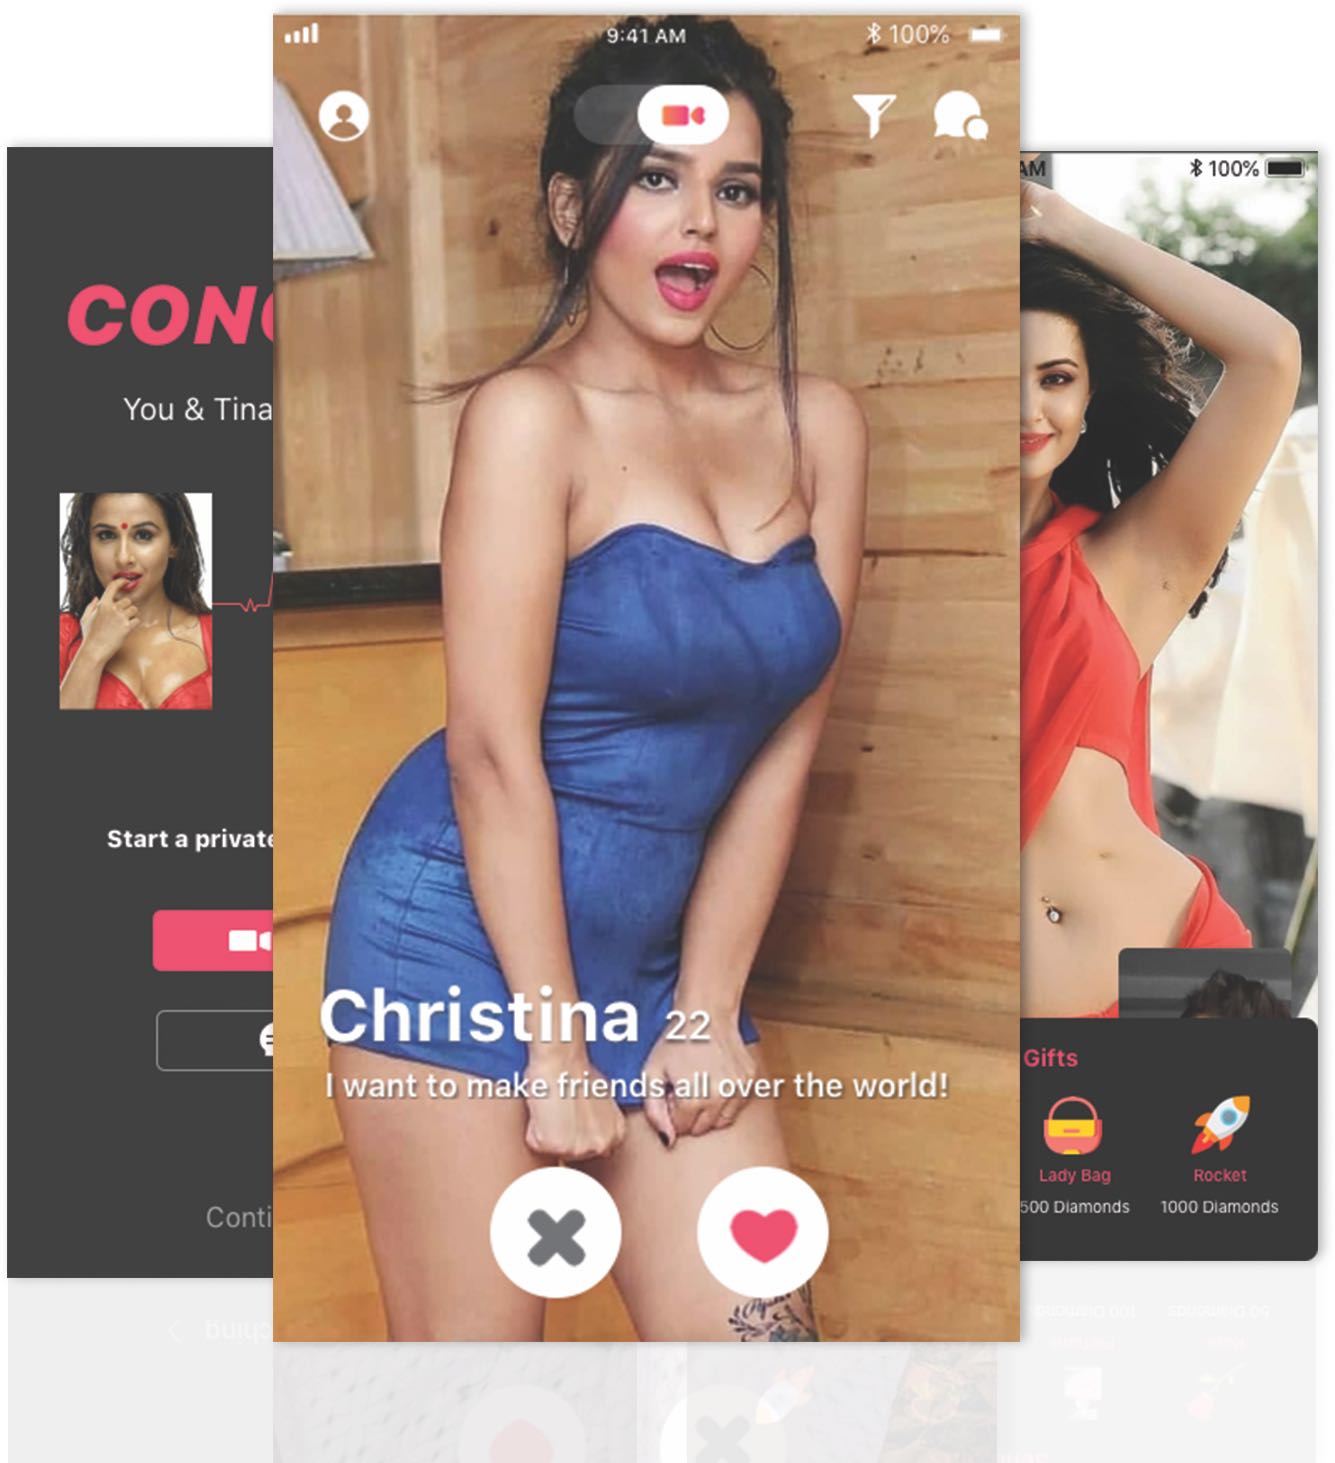 9:41 AM
100%
AM
100%
CONG
You & Tina
Start a private
Conti
Christina 22
I want to make friends all over the world!
Gifts
Lady Bag
Rocket
500 Diamonds
1000 Diamonds